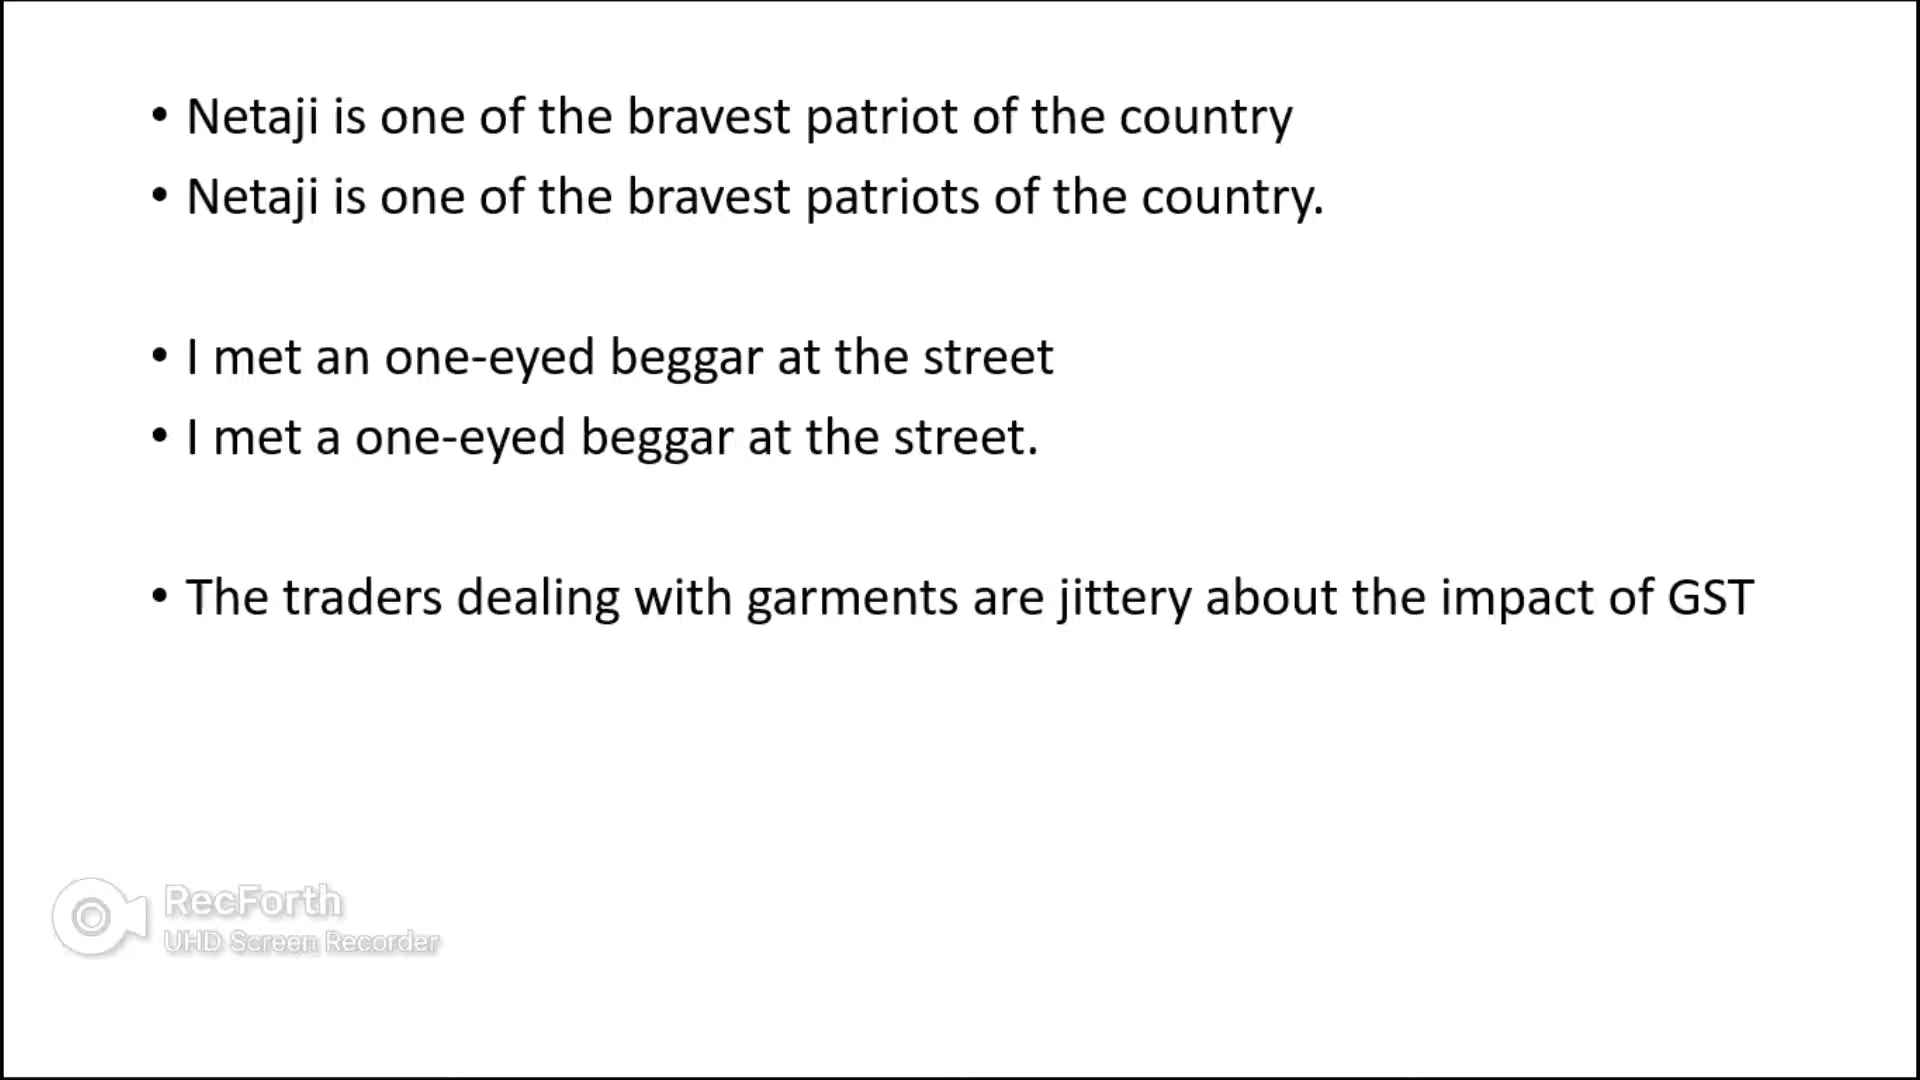 • Netaji is one of the bravest patriot of the country
• Netaji is one of the bravest patriots of the country.
• I met an one-eyed beggar at the street
• I met a one-eyed beggar at the street.
• The traders dealing with garments are jittery about the impact of GST
RecForth
UHD Screen Recorder